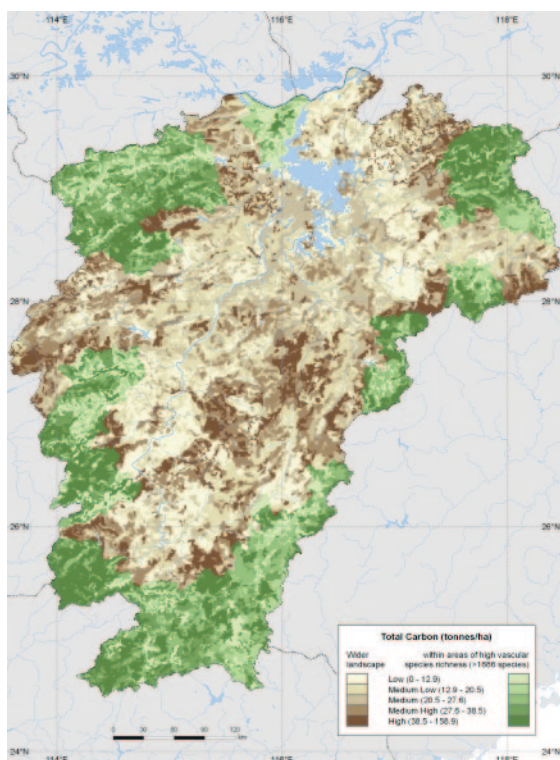 114°E 116°E 118°E
30°N 30°N
28°N 28°N
26°N 26°N
Total Carbon (tonnes/ha)
Wider within areas of high vascular
landscape species richness (>1586 species)
Low (0 - 12.9)
Medium Low (12.9 - 20.5)
Medium (20.5 - 27.6)
Medium High (27.6 - 38.5)
High (38.5 - 158.9)
0 30 60 90 120
km
24°N 24°N
114°E 116°E 118°E